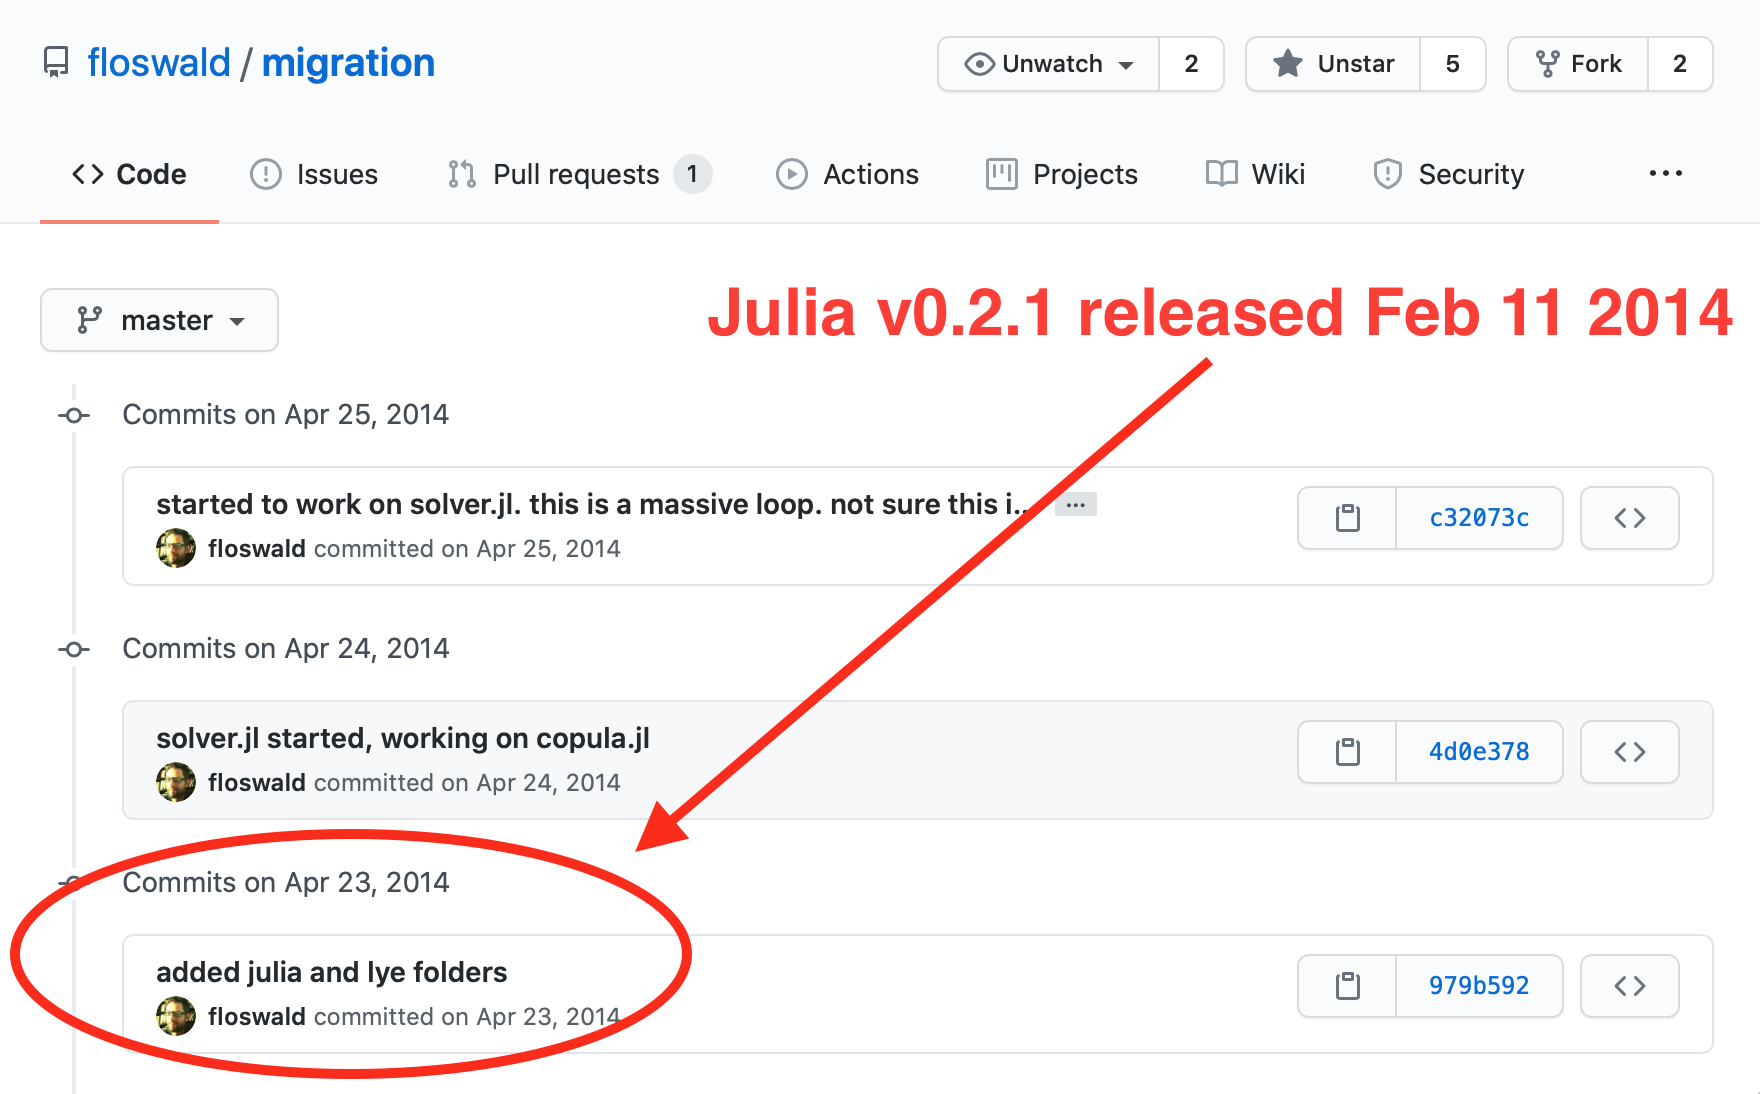 floswald / migration
Unwatch 2 Unstar 5 Fork 2
Code Issues Pull requests 1 Actions Projects Wiki Security ...
master
Julia v0.2.1 released Feb 11 2014
Commits on Apr 25, 2014
started to work on solver.jl. this is a massive loop. not sure this i... ...
floswald committed on Apr 25, 2014
c32073c
Commits on Apr 24, 2014
solver.jl started, working on copula.jl
floswald committed on Apr 24, 2014
4d0e378
Commits on Apr 23, 2014
added julia and lye folders
floswald committed on Apr 23, 2014
979b592